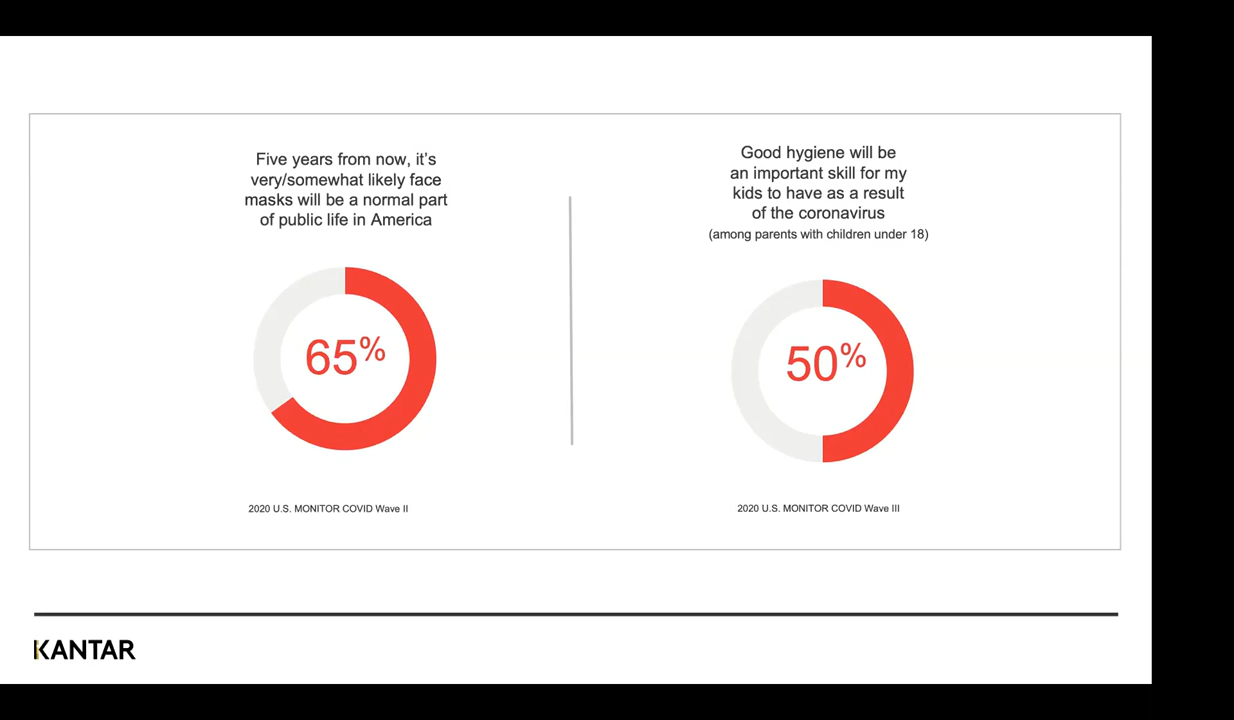 Five years from now, it's
very/somewhat likely face
masks will be a normal part
of public life in America
65%
2020 U.S. MONITOR COVID Wave II
Good hygiene will be
an important skill for my
kids to have as a result
of the coronavirus
(among parents with children under 18)
50%
2020 U.S. MONITOR COVID Wave III
KANTAR